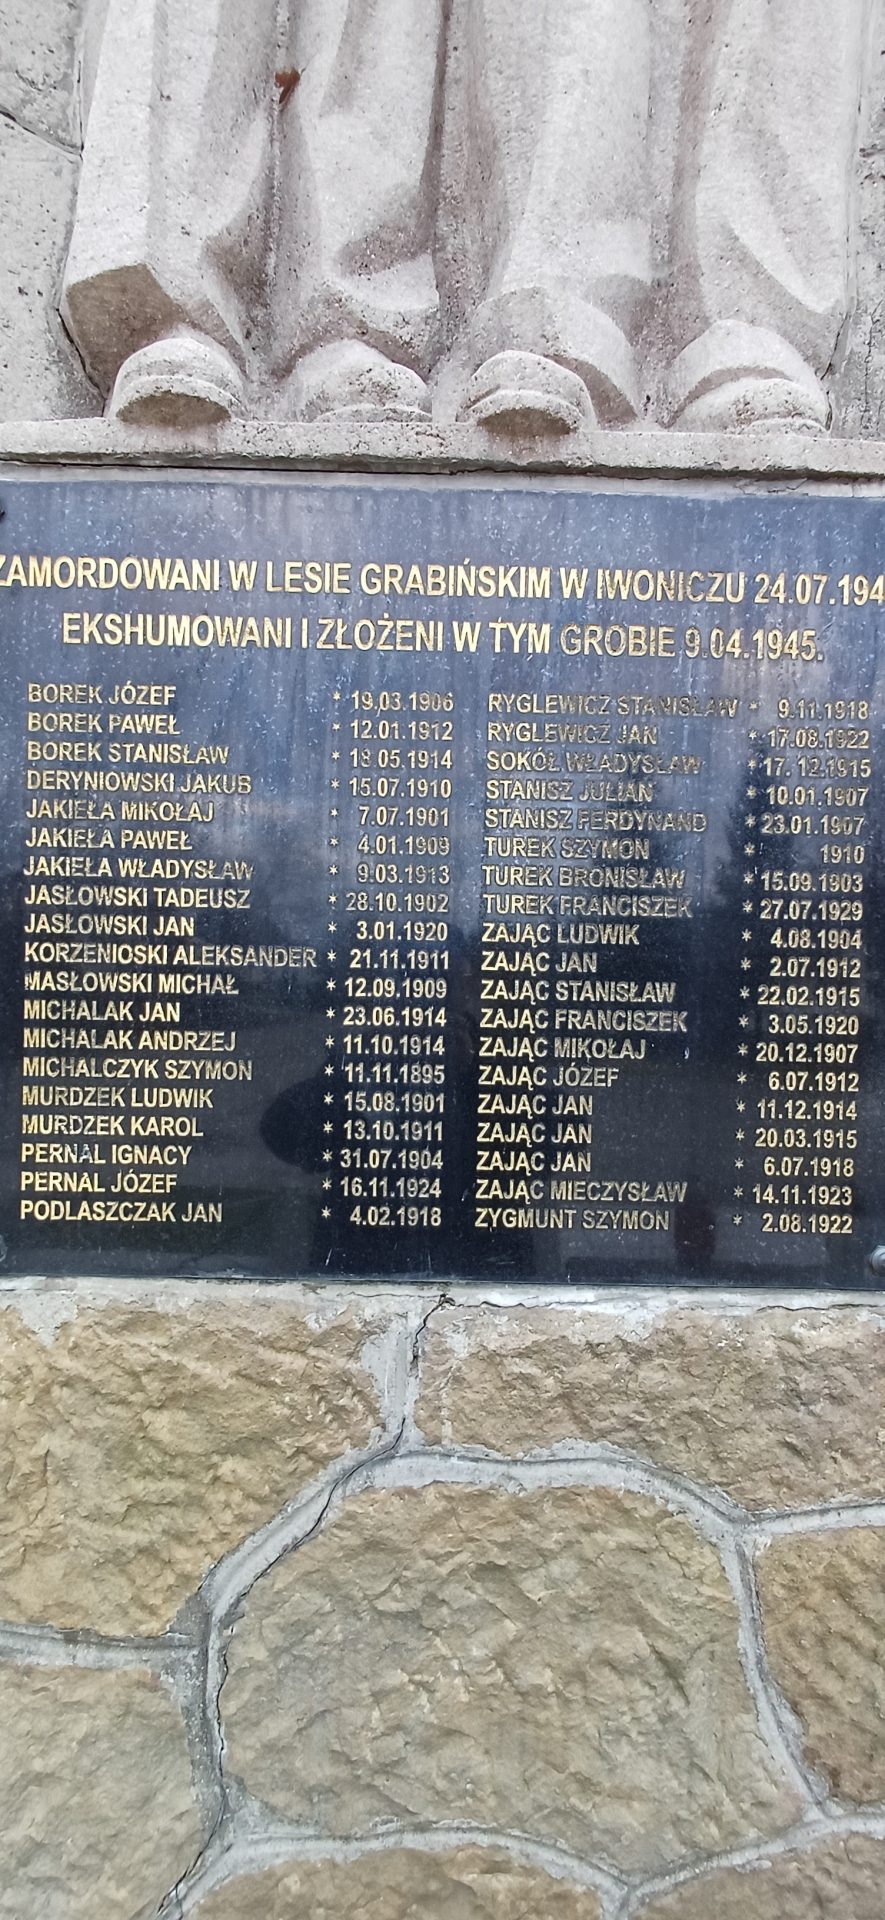 ZAMORDOWANI W LESIE GRABIŃSKIM W IWONICZU 24.07.194
EKSHUMOWANI I ZŁOŻENI W TYM GROBIE 9.04.1945.
BOREK JÓZEF * 19.03.1906
BOREK PAWEŁ * 12.01.1912
BOREK STANISŁAW * 18.05.1914
DERYNIOWSKI JAKUB * 15.07.1910
JAKIEŁA MIKOŁAJ * 7.07.1901
JAKIEŁA PAWEŁ * 4.01.1909
JAKIEŁA WŁADYSŁAW * 9.03.1913
JASŁOWSKI TADEUSZ * 28.10.1902
JASŁOWSKI JAN * 3.01.1920
KORZENIOSKI ALEKSANDER * 21.11.1911
MASŁOWSKI MICHAŁ * 12.09.1909
MICHALAK JAN * 23.06.1914
MICHALAK ANDRZEJ * 11.10.1914
MICHALCZYK SZYMON * 11.11.1895
MURDZEK LUDWIK * 15.08.1901
MURDZEK KAROL * 13.10.1911
PERNAL IGNACY * 31.07.1904
PERNAL JÓZEF * 16.11.1924
PODLASZCZAK JAN * 4.02.1918
RYGLEWICZ STANISŁAW * 9.11.1918
RYGLEWICZ JAN * 17.08.1922
SOKÓŁ WŁADYSŁAW * 17.12.1915
STANISZ JULIAN * 10.01.1907
STANISZ FERDYNAND * 23.01.1907
TUREK SZYMON * 1910
TUREK BRONISŁAW * 15.09.1903
TUREK FRANCISZEK * 27.07.1929
ZAJĄC LUDWIK * 4.08.1904
ZAJĄC JAN * 2.07.1912
ZAJĄC STANISŁAW * 22.02.1915
ZAJĄC FRANCISZEK * 3.05.1920
ZAJĄC MIKOŁAJ * 20.12.1907
ZAJĄC JÓZEF * 6.07.1912
ZAJĄC JAN * 11.12.1914
ZAJĄC JAN * 20.03.1915
ZAJĄC JAN * 6.07.1918
ZAJĄC MIECZYSŁAW * 14.11.1923
ZYGMUNT SZYMON * 2.08.1922